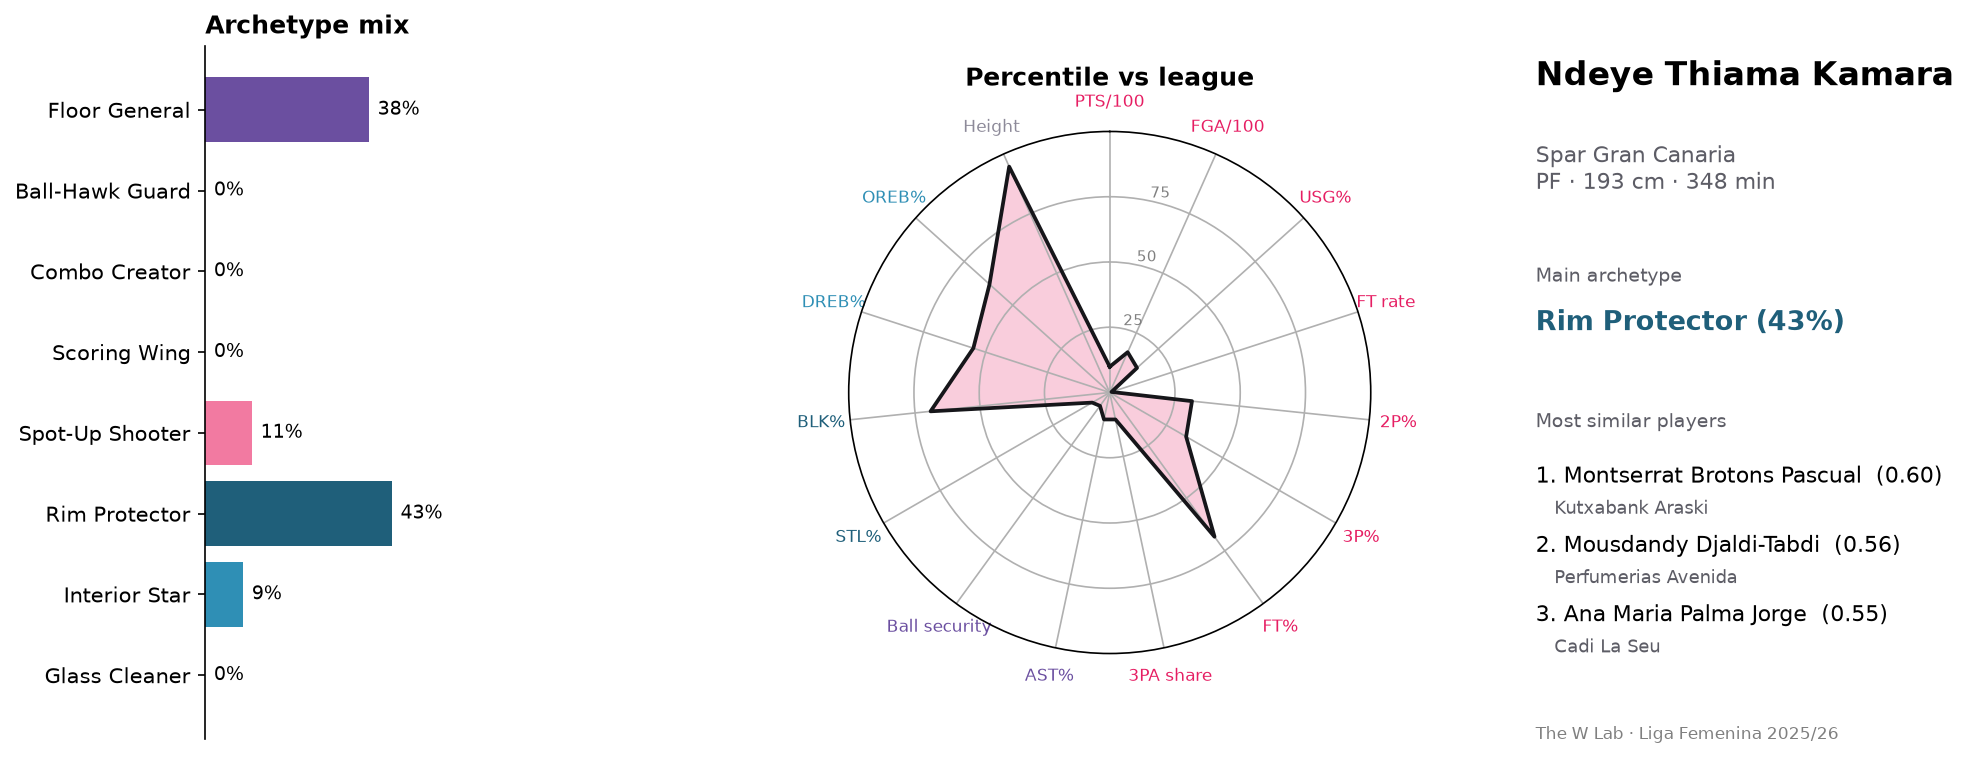 Archetype mix
Floor General
38%
Ball-Hawk Guard
0%
Combo Creator
0%
Scoring Wing
0%
Spot-Up Shooter
11%
Rim Protector
43%
Interior Star
9%
Glass Cleaner
0%
Percentile vs league
PTS/100
FGA/100
USG%
FT rate
2P%
3P%
FT%
3PA share
AST%
Ball security
STL%
BLK%
DREB%
OREB%
Height
75
50
25
Ndeye Thiama Kamara
Spar Gran Canaria
PF · 193 cm · 348 min
Main archetype
Rim Protector (43%)
Most similar players
1. Montserrat Brotons Pascual (0.60)
Kutxabank Araski
2. Mousdandy Djaldi-Tabdi (0.56)
Perfumerias Avenida
3. Ana Maria Palma Jorge (0.55)
Cadi La Seu
The W Lab · Liga Femenina 2025/26